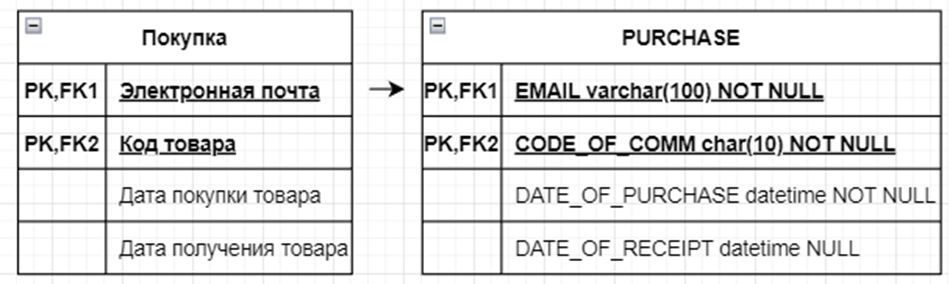 Покупка
PK,FK1 Электронная почта
PK,FK2 Код товара
Дата покупки товара
Дата получения товара
PURCHASE
PK,FK1 EMAIL varchar(100) NOT NULL
PK,FK2 CODE_OF_COMM char(10) NOT NULL
DATE_OF_PURCHASE datetime NOT NULL
DATE_OF_RECEIPT datetime NULL